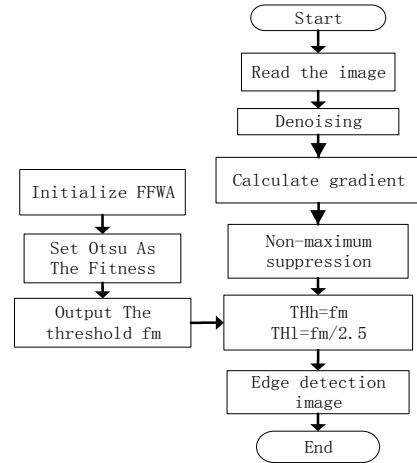 Start
Read the image
Denoising
Calculate gradient
Initialize FFWA
Set Otsu As
The Fitness
Non-maximum
suppression
Output The
threshold fm
THh=fm
THl=fm/2.5
Edge detection
image
End